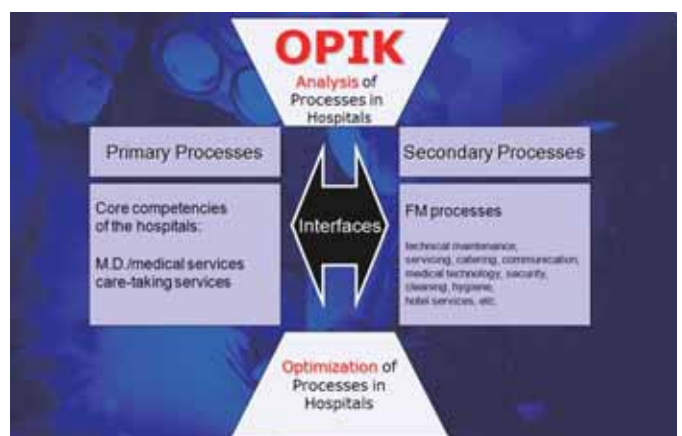 OPIK
Analysis of
Processes in
Hospitals
Primary Processes
Core competencies
of the hospitals:
M.D./medical services
care-taking services
Interfaces
Secondary Processes
FM processes
technical maintenance,
servicing, catering, communication,
medical technology, security,
cleaning, hygiene,
hotel services, etc.
Optimization of
Processes in
Hospitals